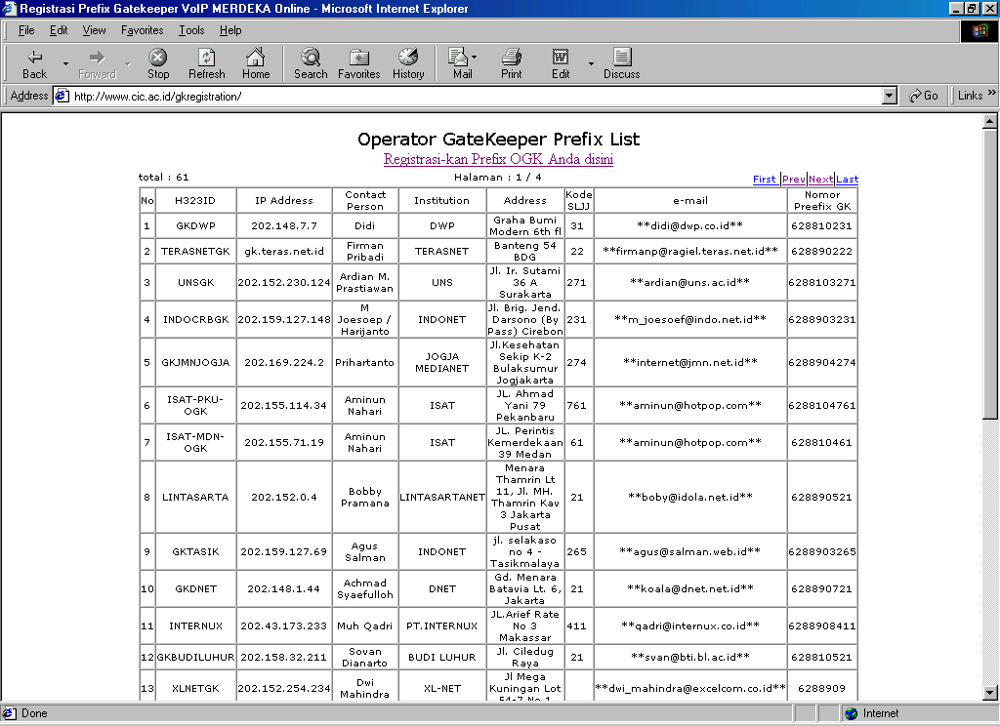 Registrasi Prefix Gatekeeper VoIP MERDEKA Online - Microsoft Internet Explorer
File Edit View Favorites Tools Help
Back Forward Stop Refresh Home Search Favorites History Mail Print Edit Discuss
Address http://www.cic.ac.id/gkregistration/ Go Links »
Operator GateKeeper Prefix List
Registrasi-kan Prefix OGK Anda disini
total : 61 Halaman : 1 / 4 First |Prev|Next|Last
No H323ID IP Address Contact Person Institution Address Kode SLJJ e-mail Nomor Preefix GK
1 GKDWP 202.148.7.7 Didi DWP Graha Bumi Modern 6th fl 31 **didi@dwp.co.id** 628810231
2 TERASNETGK gk.teras.net.id Firman Pribadi TERASNET Banteng 54 BDG 22 **firmanp@ragiel.teras.net.id** 628890222
3 UNSGK 202.152.230.124 Ardian M. Prastiawan UNS Jl. Ir. Sutami 36 A Surakarta 271 **ardian@uns.ac.id** 6288103271
4 INDOCRBGK 202.159.127.148 M Joesoep / Harijanto INDONET Jl. Brig. Jend. Darsono (By Pass) Cirebon 231 **m_joesoef@indo.net.id** 6288903231
5 GKJMNJOGJA 202.169.224.2 Prihartanto JOGJA MEDIANET Jl.Kesehatan Sekip K-2 Bulaksumur Jogjakarta 274 **internet@jmn.net.id** 6288904274
6 ISAT-PKU-OGK 202.155.114.34 Aminun Nahari ISAT JL. Ahmad Yani 79 Pekanbaru 761 **aminun@hotpop.com** 6288104761
7 ISAT-MDN-OGK 202.155.71.19 Aminun Nahari ISAT JL. Perintis Kemerdekaan 39 Medan 61 **aminun@hotpop.com** 628810461
8 LINTASARTA 202.152.0.4 Bobby Pramana LINTASARTANET Menara Thamrin Lt 11, Jl. MH. Thamrin Kav 3 Jakarta Pusat 21 **boby@idola.net.id** 628890521
9 GKTASIK 202.159.127.69 Agus Salman INDONET jl. selakaso no 4 - Tasikmalaya 265 **agus@salman.web.id** 6288903265
10 GKDNET 202.148.1.44 Achmad Syaefulloh DNET Gd. Menara Batavia Lt. 6, Jakarta 21 **koala@dnet.net.id** 628890721
11 INTERNUX 202.43.173.233 Muh Qadri PT.INTERNUX JL.Arief Rate No 3 Makassar 411 **qadri@internux.co.id** 6288908411
12 GKBUDILUHUR 202.158.32.211 Sovan Dianarto BUDI LUHUR Jl. Ciledug Raya 21 **svan@bti.bl.ac.id** 628810521
13 XLNETGK 202.152.254.234 Dwi Mahindra XL-NET Jl Mega Kuningan Lot **dwi_mahindra@excelcom.co.id** 6288909
Done Internet